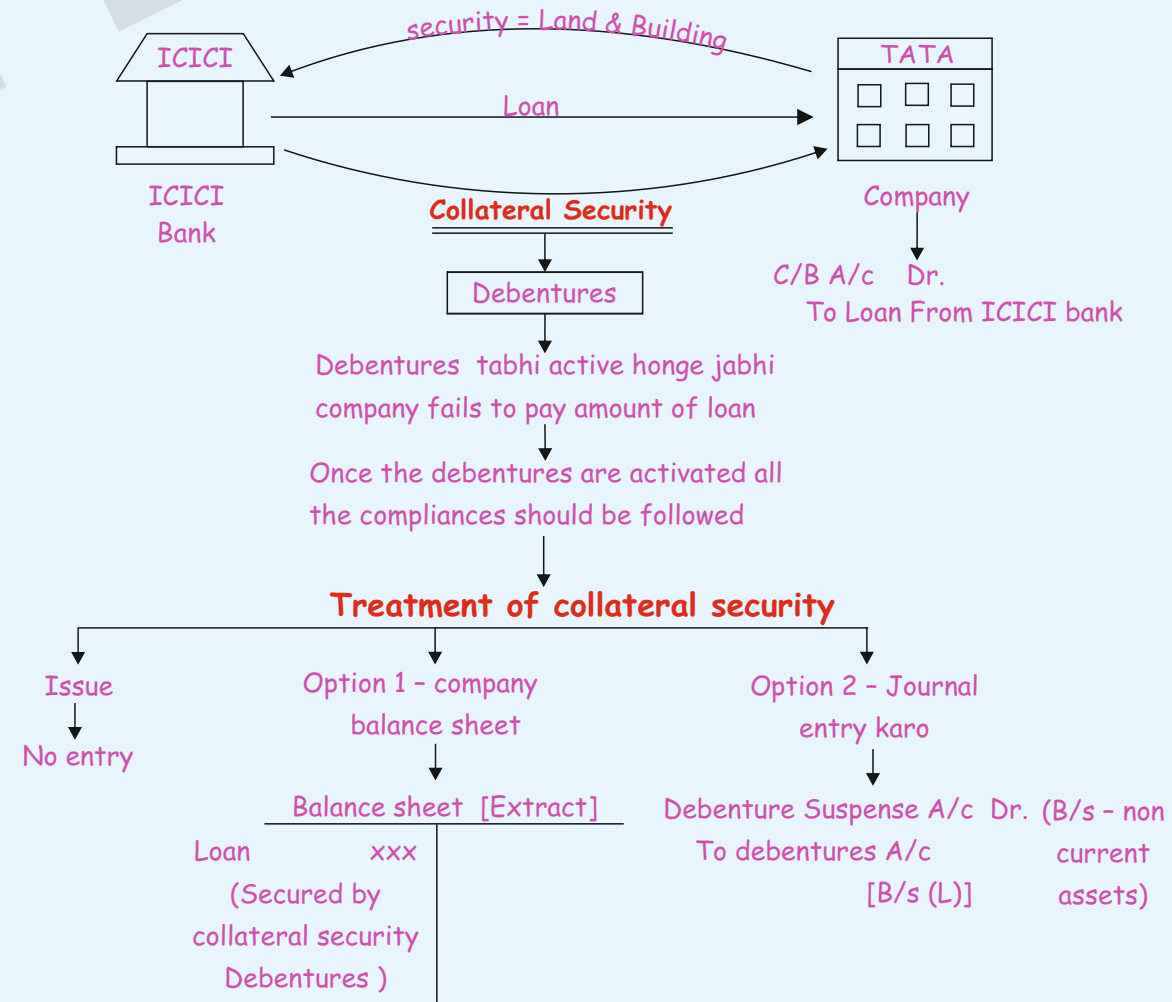 security = Land & Building
ICICI
TATA
Loan
ICICI
Bank
Company
Collateral Security
C/B A/c Dr.
To Loan From ICICI bank
Debentures
Debentures tabhi active honge jabhi
company fails to pay amount of loan
Once the debentures are activated all
the compliances should be followed
Treatment of collateral security
Issue
No entry
Option 1 – company
balance sheet
Balance sheet [Extract]
Loan xxx
(Secured by
collateral security
Debentures )
Option 2 – Journal
entry karo
Debenture Suspense A/c Dr. (B/s – non
To debentures A/c current
[B/s (L)] assets)